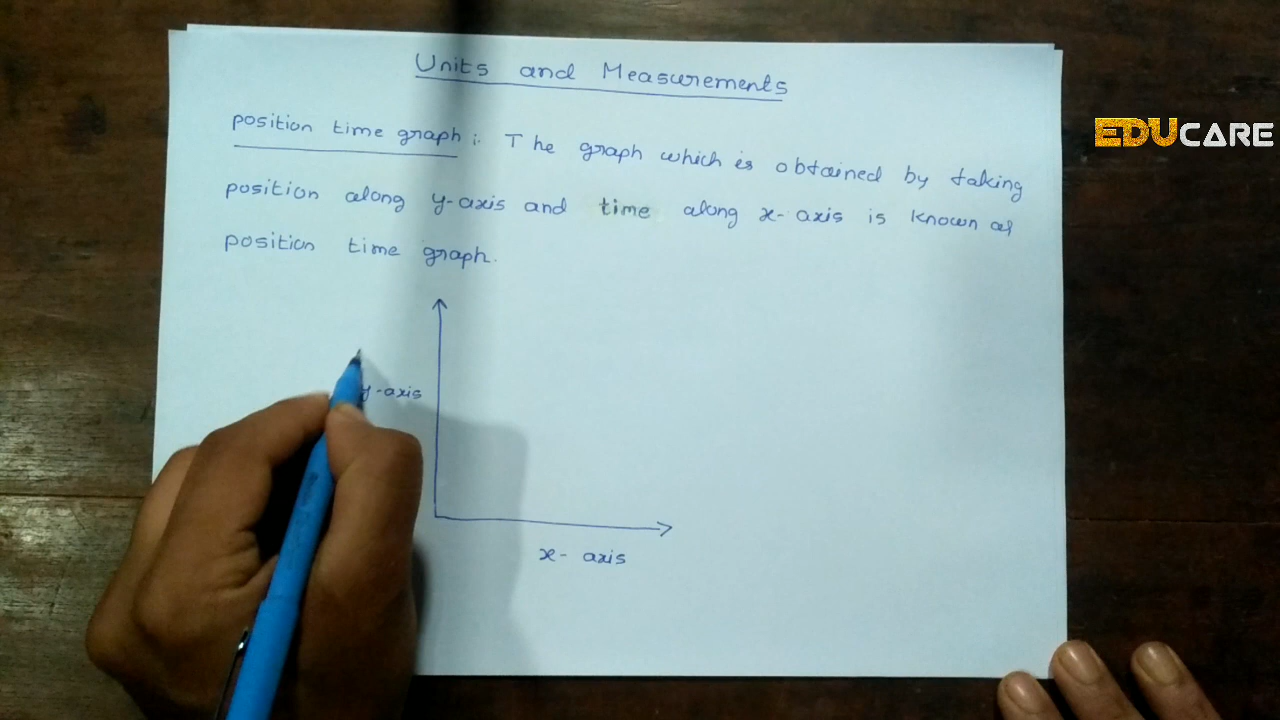 Units and Measurements
EDUCARE
position time graph :- The graph which is obtained by taking
position along y-axis and time along x-axis is known as
position time graph.
y-axis
x-axis